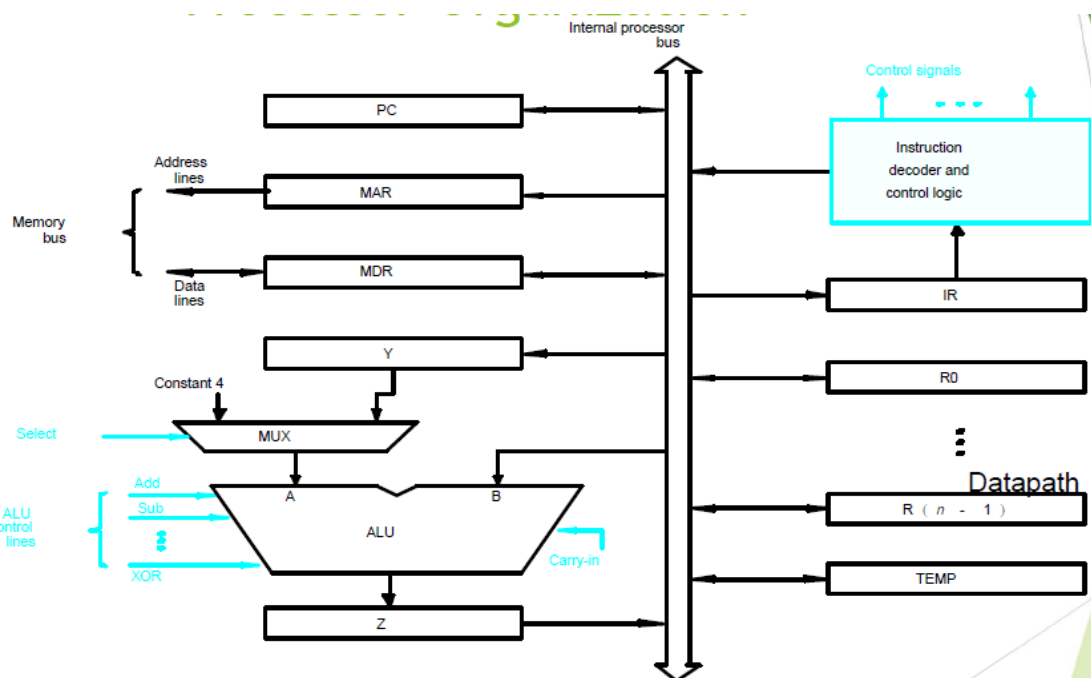 Internal processor
bus
Control signals
PC
Instruction
decoder and
control logic
Address
lines
MAR
Memory
bus
MDR
Data
lines
IR
Y
Constant 4
R0
Select
MUX
Datapath
Add
A
B
R ( n - 1 )
Sub
ALU
lines
ALU
Carry-in
XOR
TEMP
Z